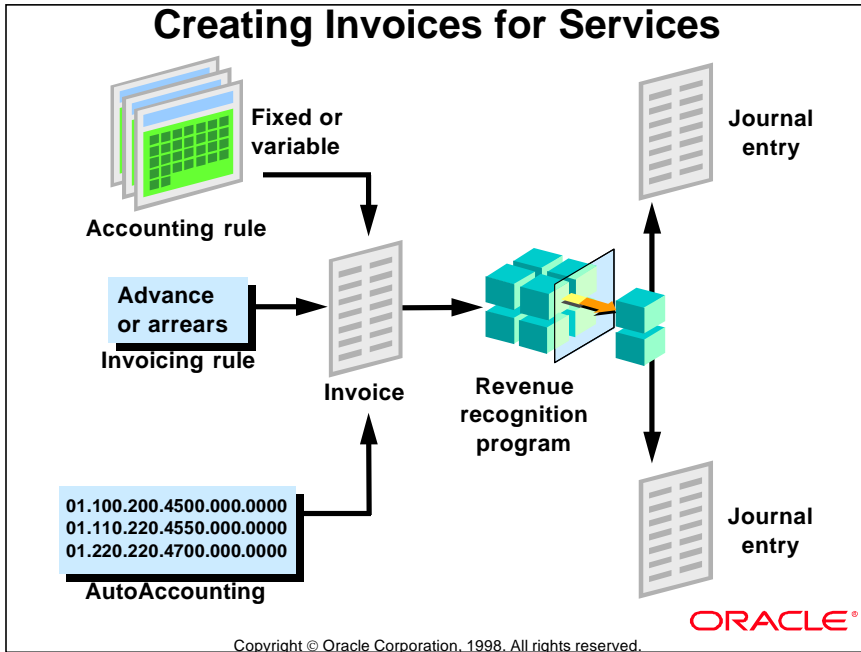 Creating Invoices for Services
Fixed or
variable
Accounting rule
Journal
entry
Advance
or arrears
Invoicing rule
Invoice
Revenue
recognition
program
01.100.200.4500.000.0000
01.110.220.4550.000.0000
01.220.220.4700.000.0000
AutoAccounting
Journal
entry
ORACLE®
Copyright © Oracle Corporation, 1998. All rights reserved.